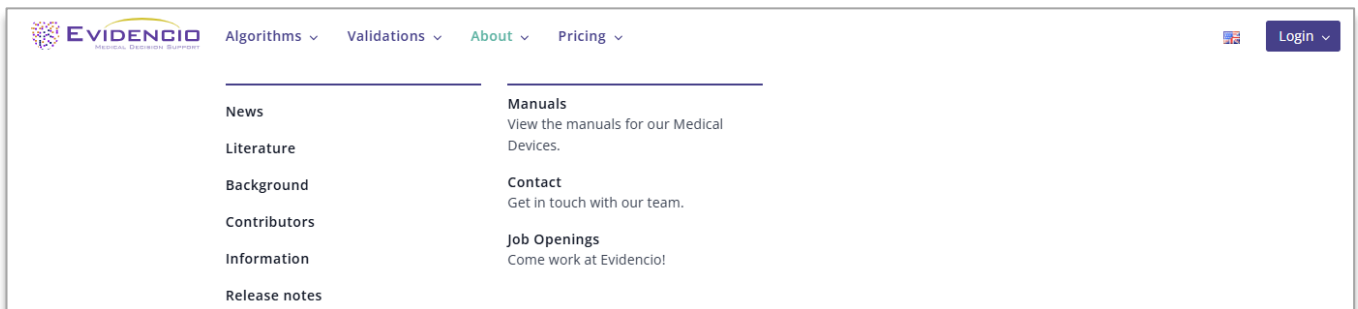 EVIDENCIO
MEDICAL DECISION SUPPORT
Algorithms
Validations
About
Pricing
Login
News
Literature
Background
Contributors
Information
Release notes
Manuals
View the manuals for our Medical
Devices.
Contact
Get in touch with our team.
Job Openings
Come work at Evidencio!